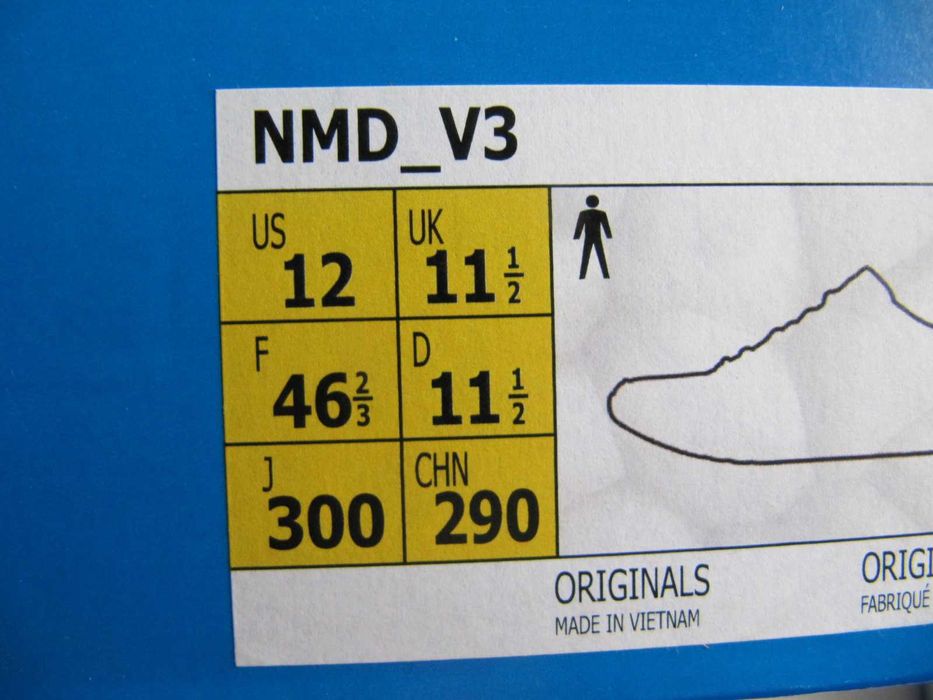 NMD_V3
US 12 UK 11 1/2
F 46 2/3 D 11 1/2
J 300 CHN 290
ORIGINALS ORIGI
MADE IN VIETNAM FABRIQUÉ